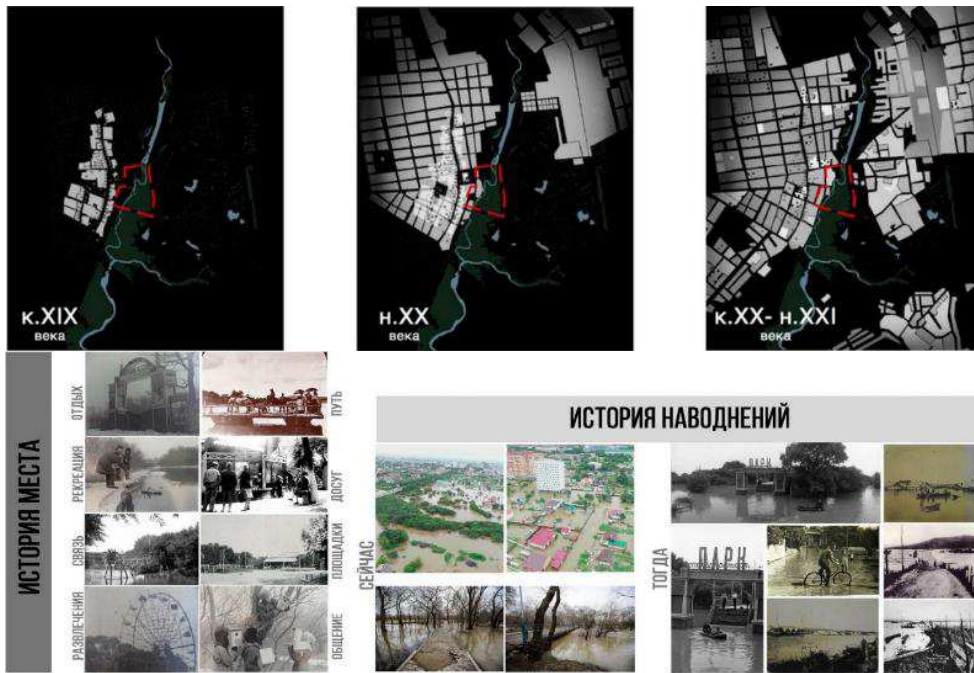 к.XIX
века
н.XX
века
к.XX- н.XXI
века
ИСТОРИЯ МЕСТА
ОТДЫХ
ПУТЬ
РЕКРЕАЦИЯ
ДОСУГ
СВЯЗЬ
ПЛОЩАДКИ
РАЗВЛЕЧЕНИЯ
ОБЩЕНИЕ
ИСТОРИЯ НАВОДНЕНИЙ
СЕЙЧАС
ТОГДА
ПАРК
ПАРК